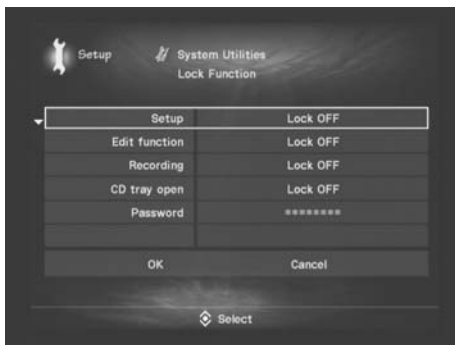 Setup System Utilities
Lock Function
Setup Lock OFF
Edit function Lock OFF
Recording Lock OFF
CD tray open Lock OFF
Password ********
OK Cancel
Select